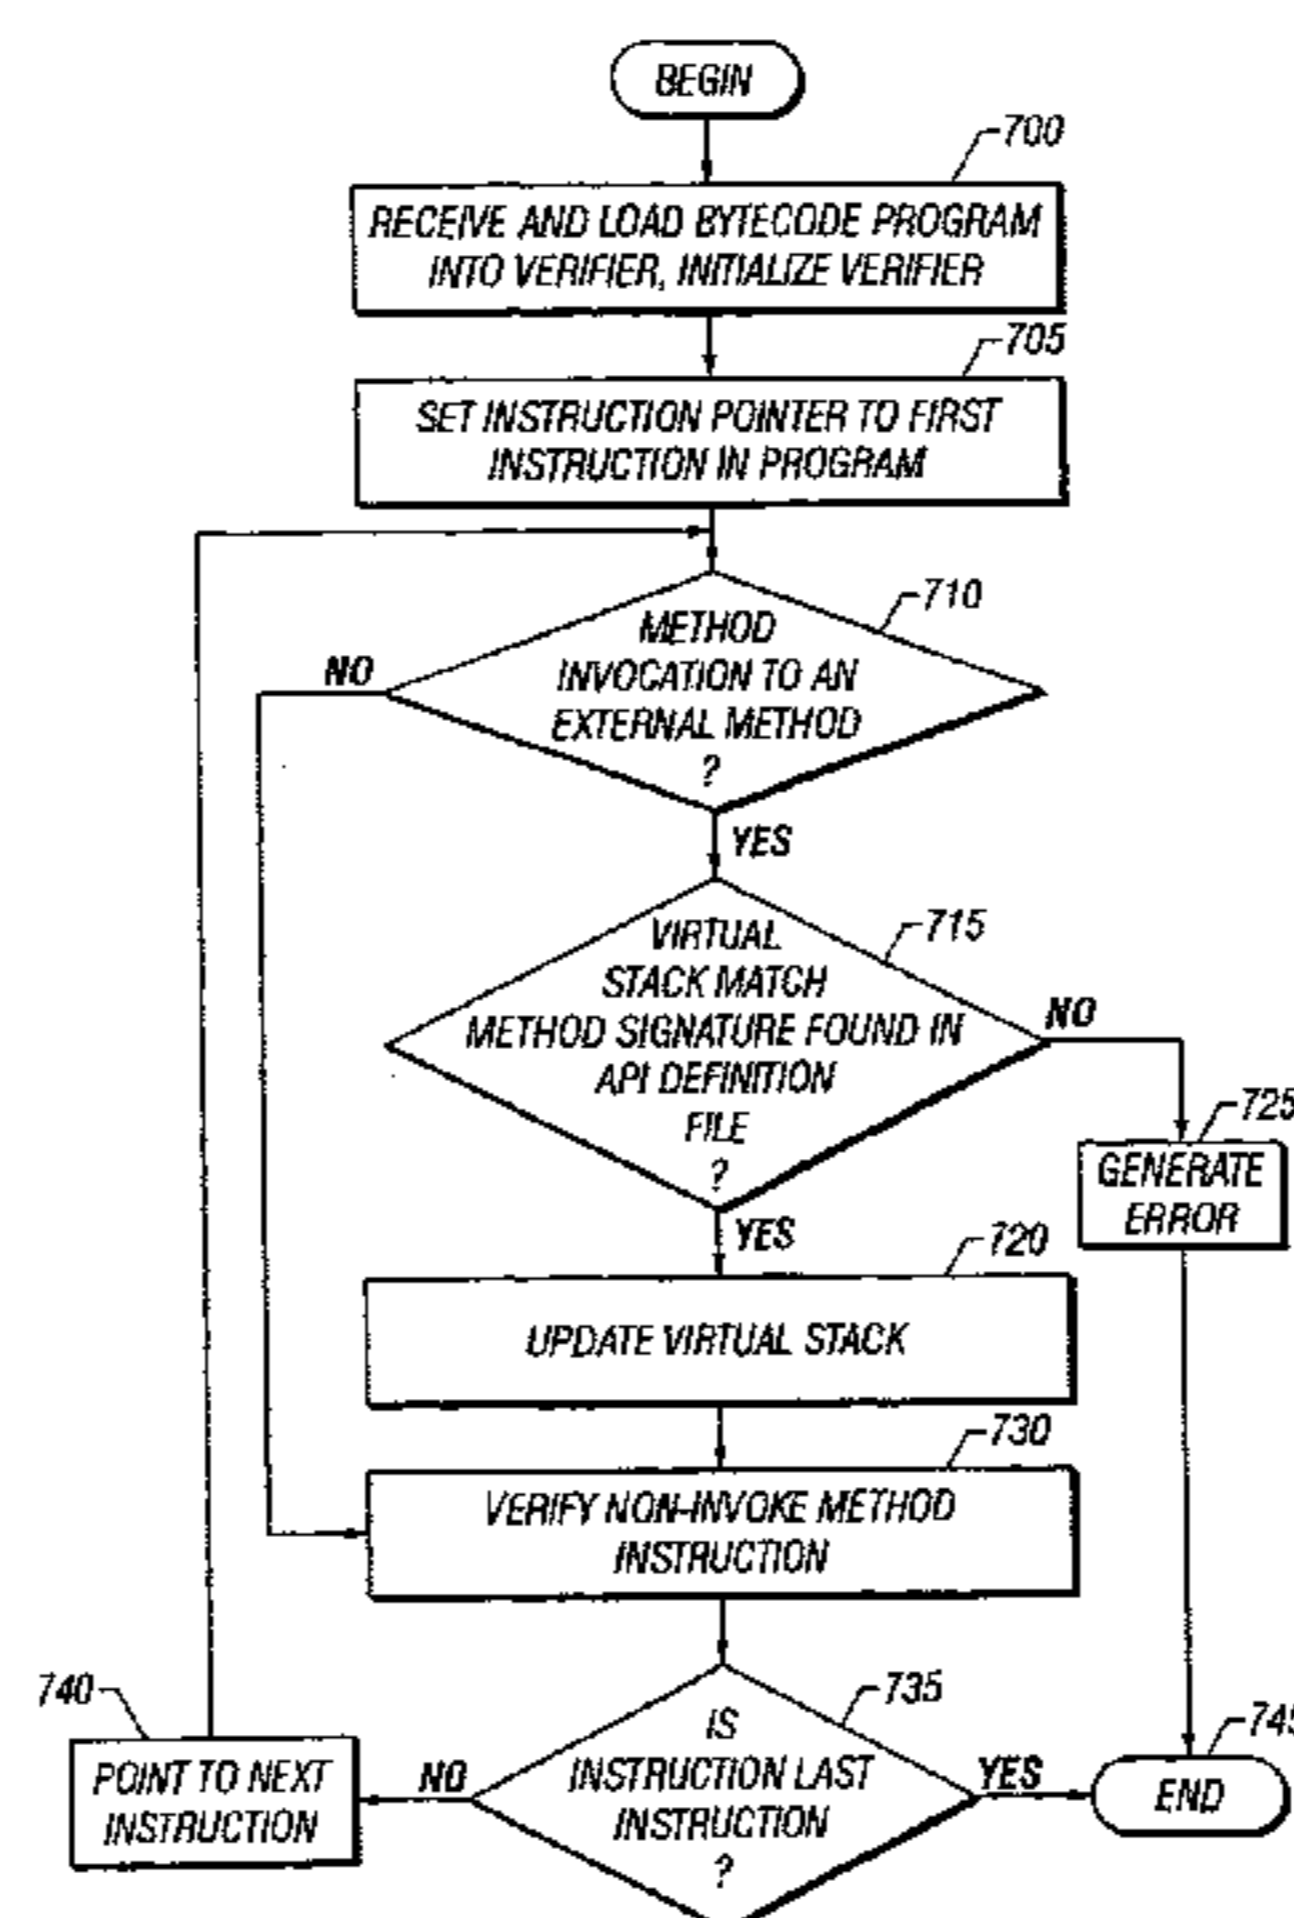 BEGIN
700
RECEIVE AND LOAD BYTECODE PROGRAM
INTO VERIFIER, INITIALIZE VERIFIER
705
SET INSTRUCTION POINTER TO FIRST
INSTRUCTION IN PROGRAM
710
METHOD
INVOCATION TO AN
EXTERNAL METHOD
?
NO
YES
715
VIRTUAL
STACK MATCH
METHOD SIGNATURE FOUND IN
API DEFINITION
FILE
?
NO
725
GENERATE
ERROR
YES
720
UPDATE VIRTUAL STACK
730
VERIFY NON-INVOKE METHOD
INSTRUCTION
735
IS
INSTRUCTION LAST
INSTRUCTION
?
NO
740
POINT TO NEXT
INSTRUCTION
YES
745
END